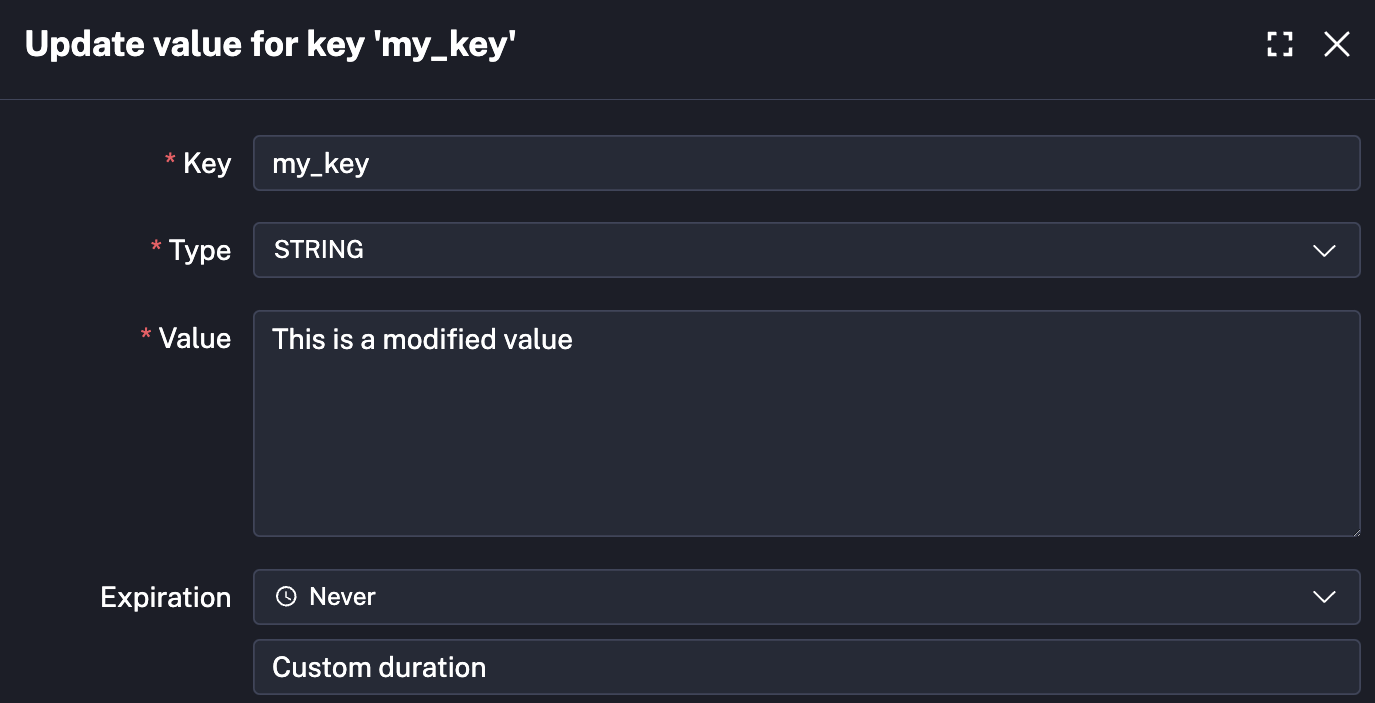 Update value for key 'my_key'
* Key
my_key
* Type
STRING
* Value
This is a modified value
Expiration
Never
Custom duration